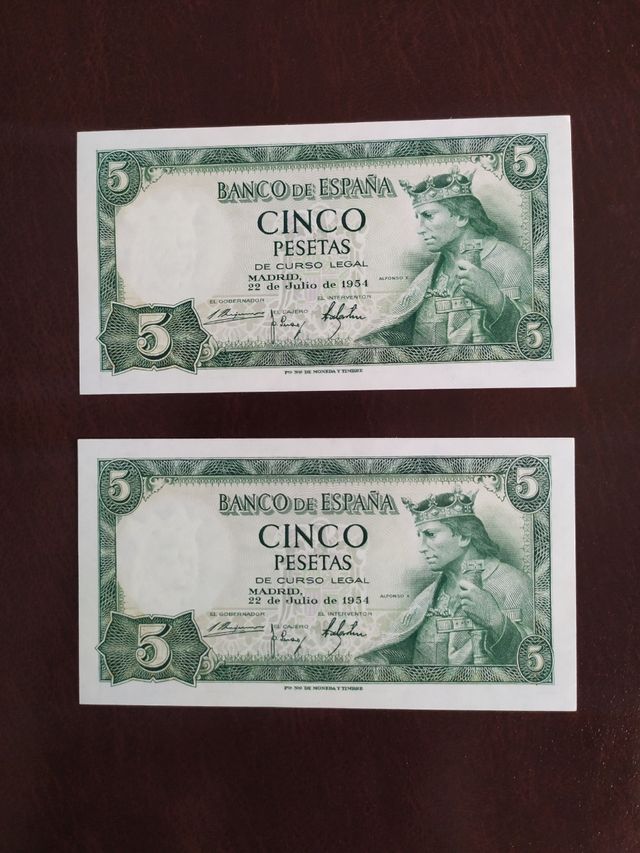 5 5
BANCO DE ESPAÑA
CINCO
PESETAS
DE CURSO LEGAL
MADRID,
22 de Julio de 1954
ALFONSO X
EL GOBERNADOR EL INTERVENTOR
EL CAJERO
5 5
FCA NAL DE MONEDA Y TIMBRE
5 5
BANCO DE ESPAÑA
CINCO
PESETAS
DE CURSO LEGAL
MADRID,
22 de Julio de 1954
ALFONSO X
EL GOBERNADOR EL INTERVENTOR
EL CAJERO
5 5
FCA NAL DE MONEDA Y TIMBRE